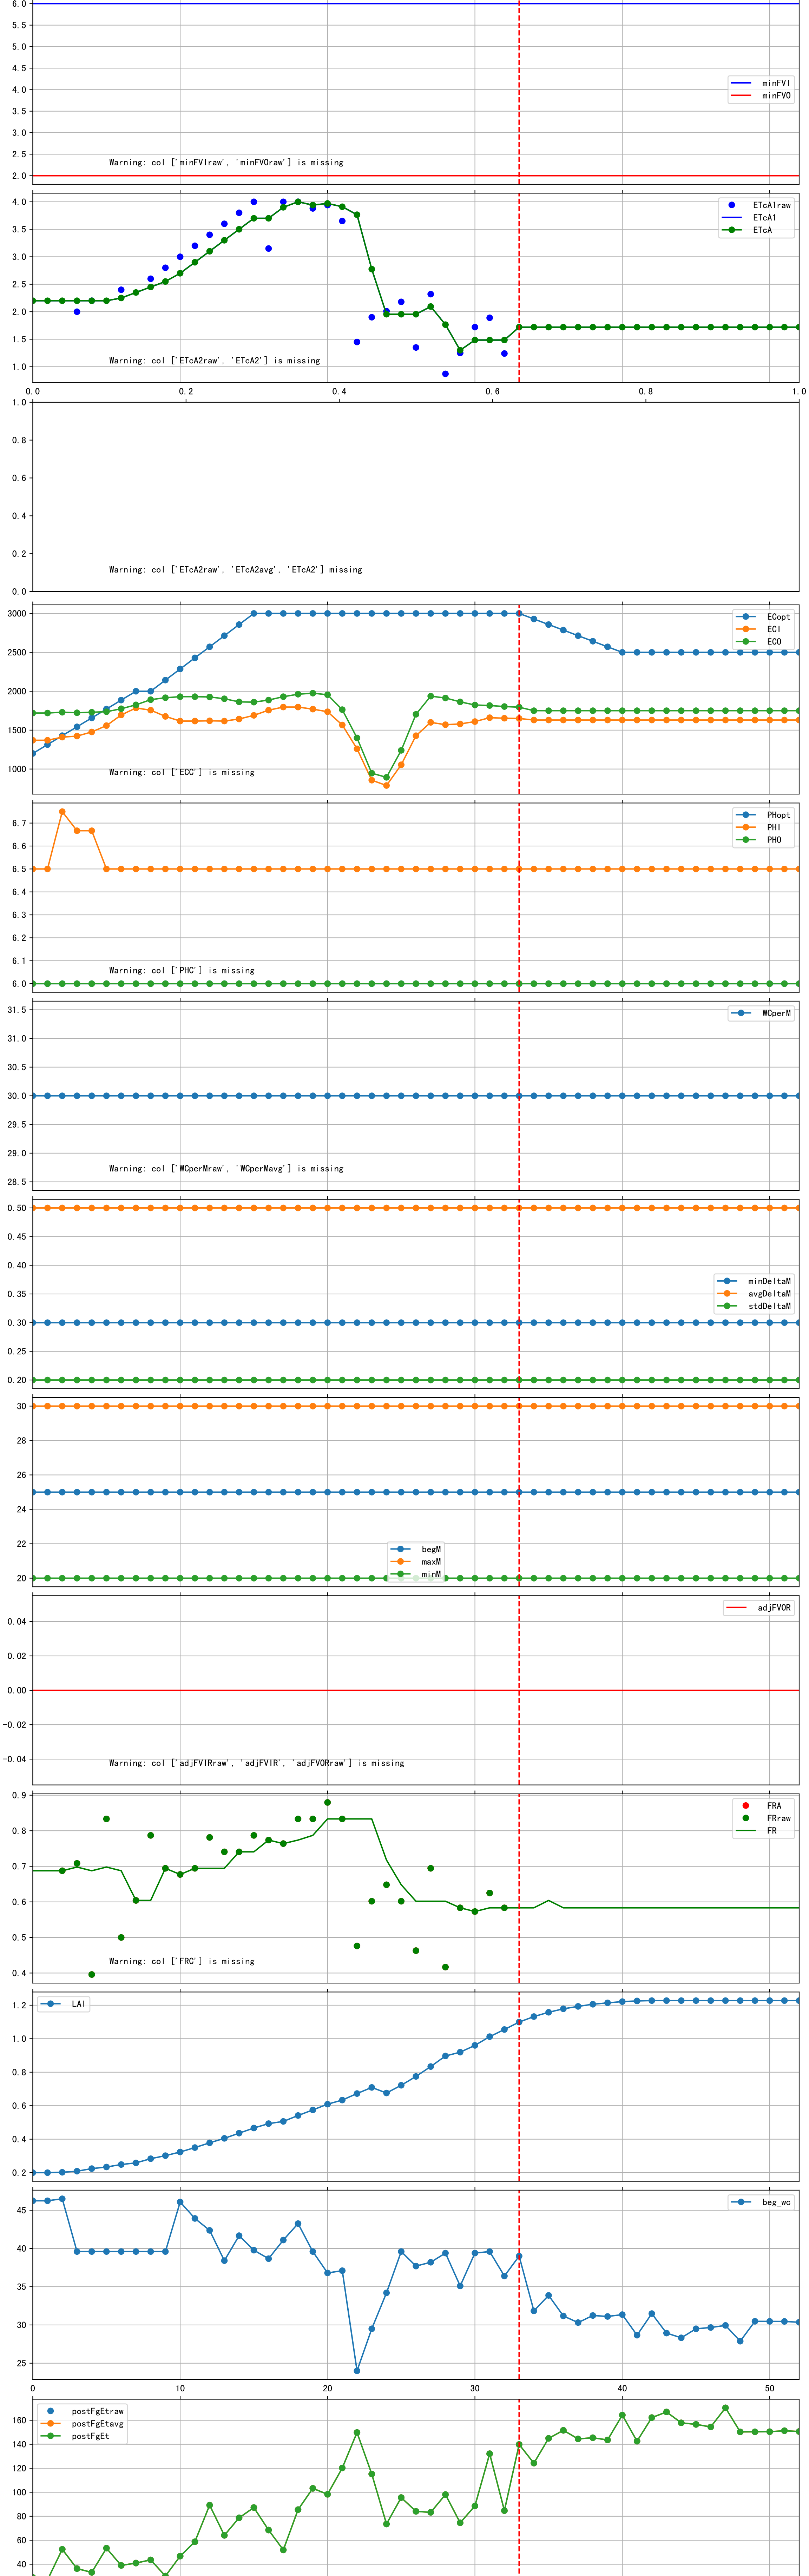 6.0
5.5
5.0
4.5
4.0
3.5
3.0
2.5
2.0
minFVI
minFVO
Warning: col ['minFVIraw', 'minFVOraw'] is missing
4.0
3.5
3.0
2.5
2.0
1.5
1.0
ETcA1raw
ETcA1
ETcA
Warning: col ['ETcA2raw', 'ETcA2'] is missing
0.0 0.2 0.4 0.6 0.8 1.0
1.0
0.8
0.6
0.4
0.2
0.0
Warning: col ['ETcA2raw', 'ETcA2avg', 'ETcA2'] missing
3000
2500
2000
1500
1000
ECopt
ECI
ECO
Warning: col ['ECC'] is missing
6.7
6.6
6.5
6.4
6.3
6.2
6.1
6.0
PHopt
PHI
PHO
Warning: col ['PHC'] is missing
31.5
31.0
30.5
30.0
29.5
29.0
28.5
WCperM
Warning: col ['WCperMraw', 'WCperMavg'] is missing
0.50
0.45
0.40
0.35
0.30
0.25
0.20
minDeltaM
avgDeltaM
stdDeltaM
30
28
26
24
22
20
begM
maxM
minM
0.04
0.02
0.00
−0.02
−0.04
adjFVOR
Warning: col ['adjFVIRraw', 'adjFVIR', 'adjFVORraw'] is missing
0.9
0.8
0.7
0.6
0.5
0.4
FRA
FRraw
FR
Warning: col ['FRC'] is missing
1.2
1.0
0.8
0.6
0.4
0.2
LAI
45
40
35
30
25
beg_wc
0 10 20 30 40 50
160
140
120
100
80
60
40
postFgEtraw
postFgEtavg
postFgEt